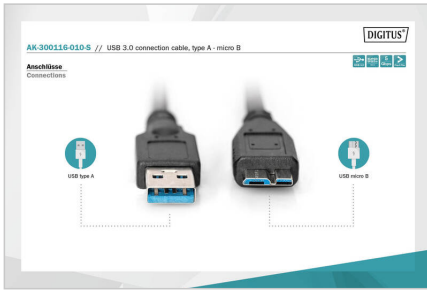 DIGITUS®
AK-300116-010-S // USB 3.0 connection cable, type A - micro B
Anschlüsse
Connections
USB type A
USB micro B